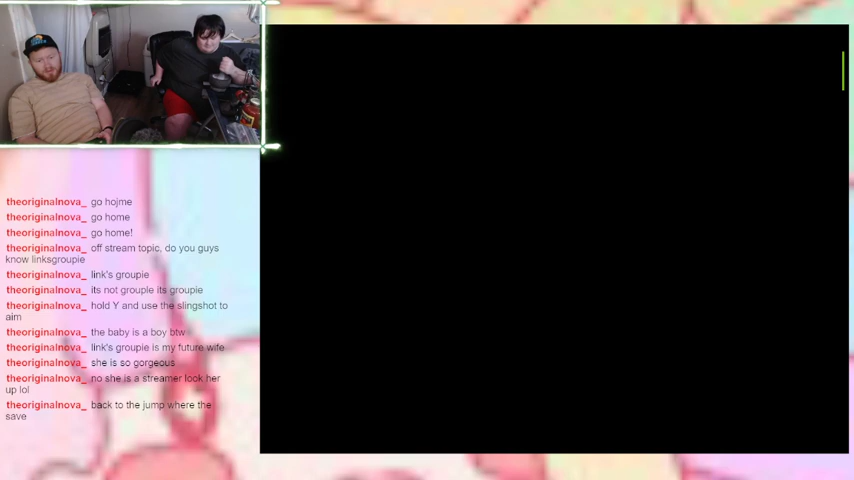 theoriginalnova_ go hojme
theoriginalnova_ go home
theoriginalnova_ go home!
theoriginalnova_ off stream topic, do you guys
know linksgroupie
theoriginalnova_ link's groupie
theoriginalnova_ its not grouple its groupie
theoriginalnova_ hold Y and use the slingshot to
aim
theoriginalnova_ the baby is a boy btw
theoriginalnova_ link's groupie is my future wife
theoriginalnova_ she is so gorgeous
theoriginalnova_ no she is a streamer look her
up lol
theoriginalnova_ back to the jump where the
save